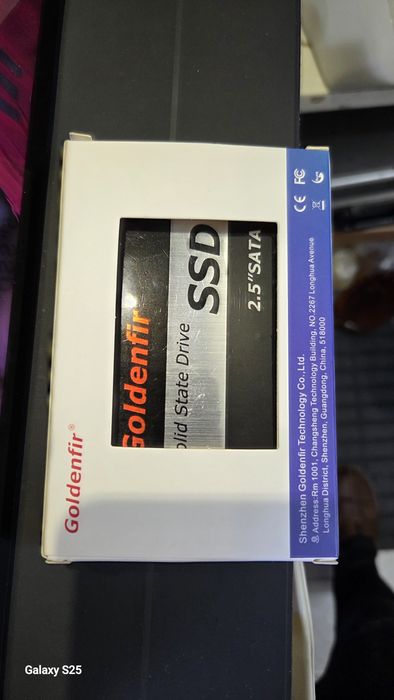 Goldenfir®
Goldenfir
olid State Drive
SSD
2.5"SATA
CE FC
Shenzhen Goldenfir Technology Co., Ltd.
Address:Rm 1001, Changsheng Technology Building, NO.2267 Longhua Avenue
Longhua District, Shenzhen, Guangdong, China, 518000
Galaxy S25